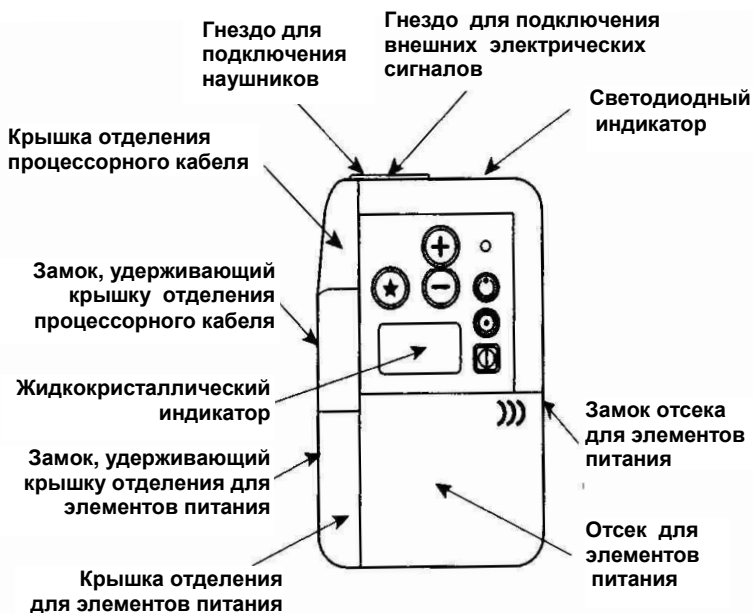 Гнездо для
подключения
наушников
Гнездо для подключения
внешних электрических
сигналов
Светодиодный
индикатор
Крышка отделения
процессорного кабеля
Замок, удерживающий
крышку отделения
процессорного кабеля
Жидкокристаллический
индикатор
Замок, удерживающий
крышку отделения для
элементов питания
Крышка отделения
для элементов питания
Замок отсека
для элементов
питания
Отсек для
элементов
питания